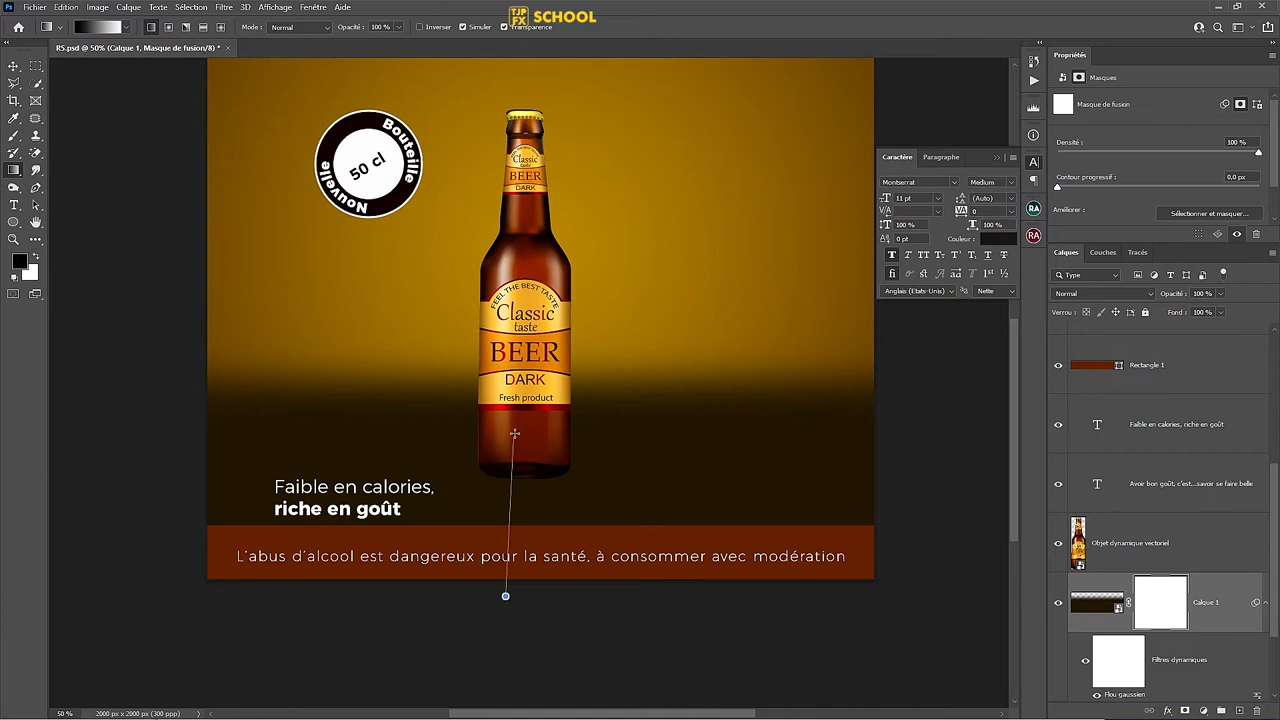 Fichier Edition Image Calque Texte Sélection Filtre 3D Affichage Fenêtre Aide
TJP FX SCHOOL
Mode : Normal Opacité : 100 % Inverser Simuler Transparence
R5.psd @ 50% (Calque 1, Masque de fusion/8) *
Propriétés
Masques
Masque de fusion
Densité : 100 %
Contour progressif : 0,0 px
Améliorer : Sélectionner et masquer...
Caractère Paragraphe
Montserrat Medium
11 pt (Auto)
0
100 % 100 %
0 pt Couleur :
Anglais (Etats-Unis) Nette
Calques Couches Tracés
Type
Normal Opacité : 100 %
Verrou : Fond : 100 %
Rectangle 1
Faible en calories, riche en goût
Avoir bon goût, c'est...savoir se faire belle
Objet dynamique vectoriel
Calque 1
Filtres dynamiques
Flou gaussien
Nouvelle Bouteille
50 cl
Classic
taste
BEER
DARK
FEEL THE BEST TASTE
Classic
taste
BEER
DARK
Fresh product
Faible en calories,
riche en goût
L'abus d'alcool est dangereux pour la santé, à consommer avec modération
50 % 2000 px x 2000 px (300 ppp)